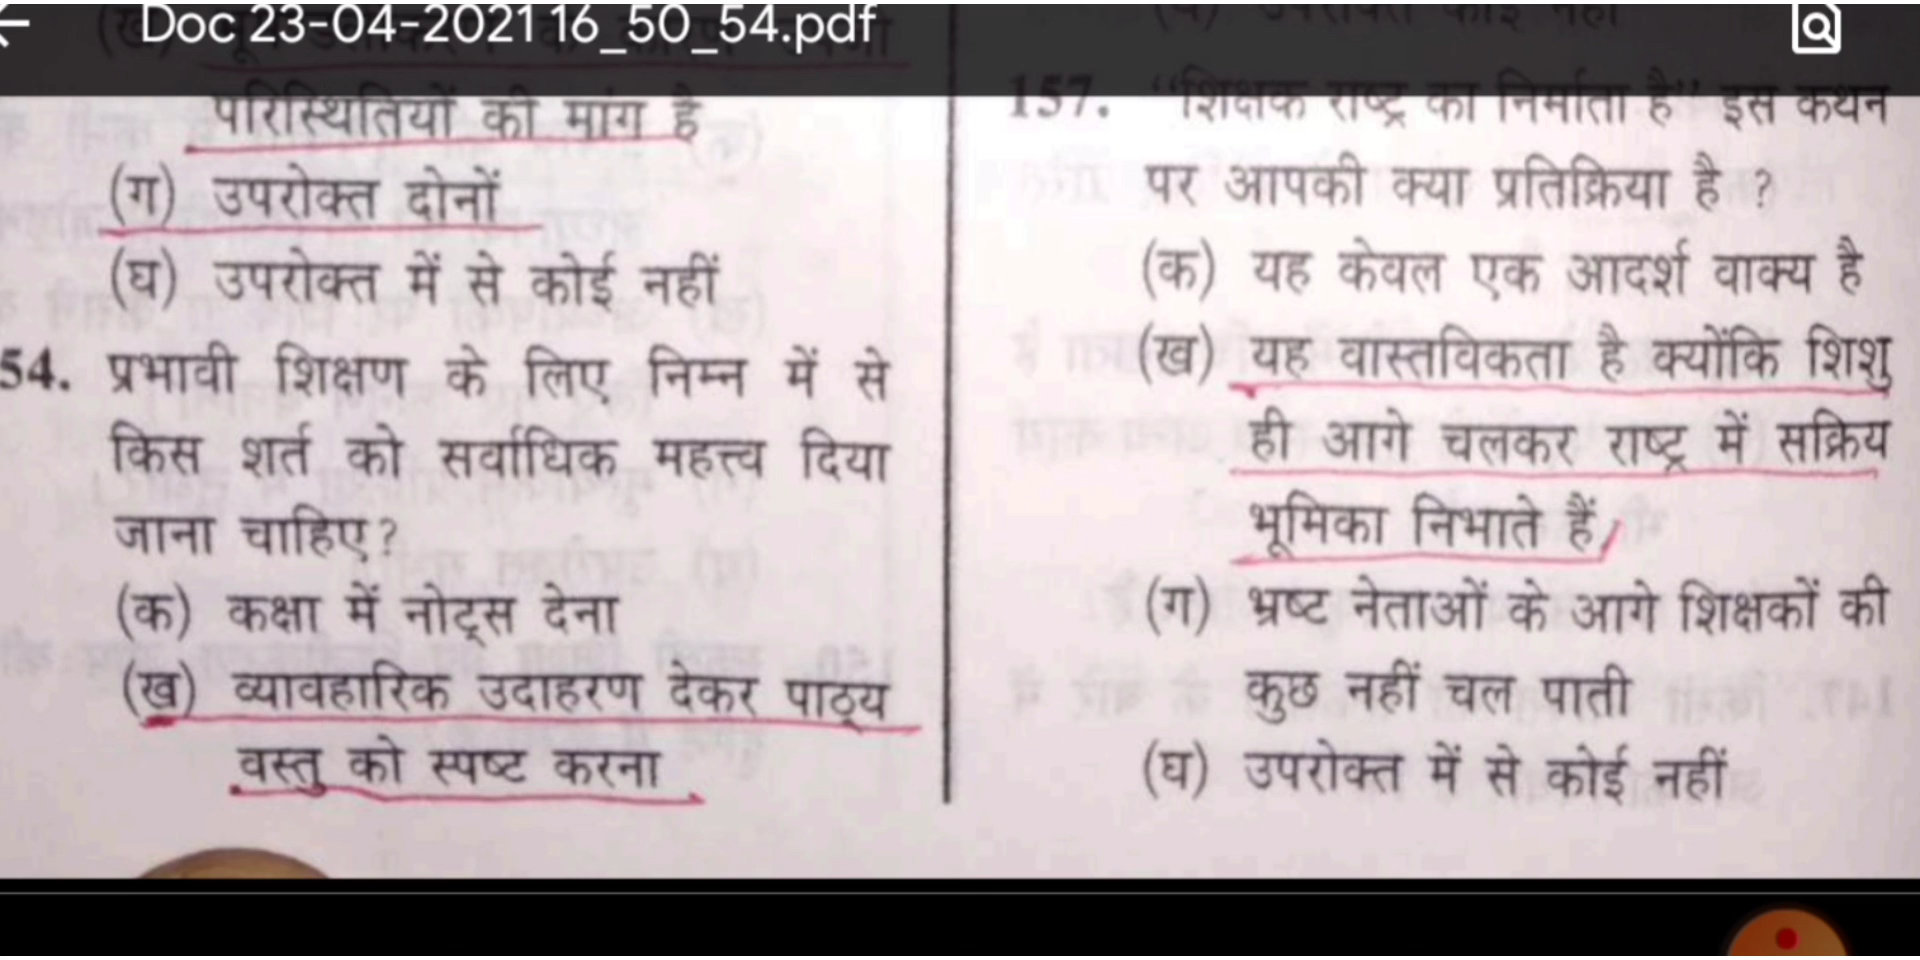 Doc 23-04-2021 16_50_54.pdf
परिस्थितियों की मांग है
(ग) उपरोक्त दोनों
(घ) उपरोक्त में से कोई नहीं
54. प्रभावी शिक्षण के लिए निम्न में से
किस शर्त को सर्वाधिक महत्त्व दिया
जाना चाहिए?
(क) कक्षा में नोट्स देना
(ख) व्यावहारिक उदाहरण देकर पाठ्य
वस्तु को स्पष्ट करना
(घ) उपरोक्त कोई नहीं
157. “शिक्षक राष्ट्र का निर्माता है” इस कथन
पर आपकी क्या प्रतिक्रिया है ?
(क) यह केवल एक आदर्श वाक्य है
(ख) यह वास्तविकता है क्योंकि शिशु
ही आगे चलकर राष्ट्र में सक्रिय
भूमिका निभाते हैं
(ग) भ्रष्ट नेताओं के आगे शिक्षकों की
कुछ नहीं चल पाती
(घ) उपरोक्त में से कोई नहीं